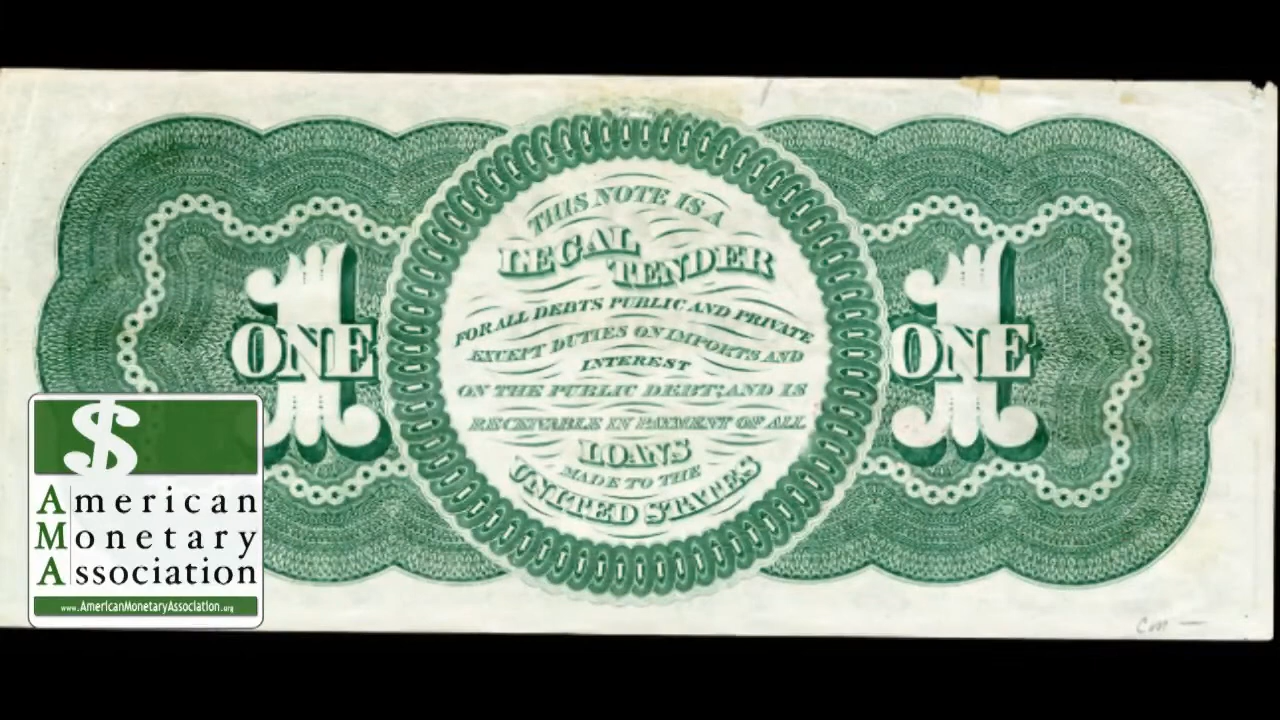 THIS NOTE IS A
LEGAL
TENDER
FOR ALL DEBTS PUBLIC AND PRIVATE
EXCEPT DUTIES ON IMPORTS AND
INTEREST
ON THE PUBLIC DEBT; AND IS
RECEIVABLE IN PAYMENT OF ALL
LOANS
MADE TO THE
UNITED STATES
1
ONE
1
ONE
$
American
Monetary
Association
www.AmericanMonetaryAssociation.org